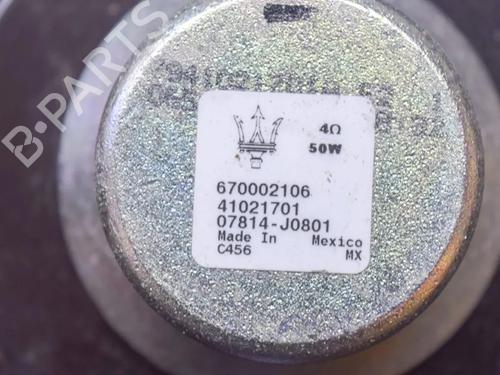 B-PARTS
4Ω
50W
670002106
41021701
07814-J0801
Made In Mexico
C456 MX